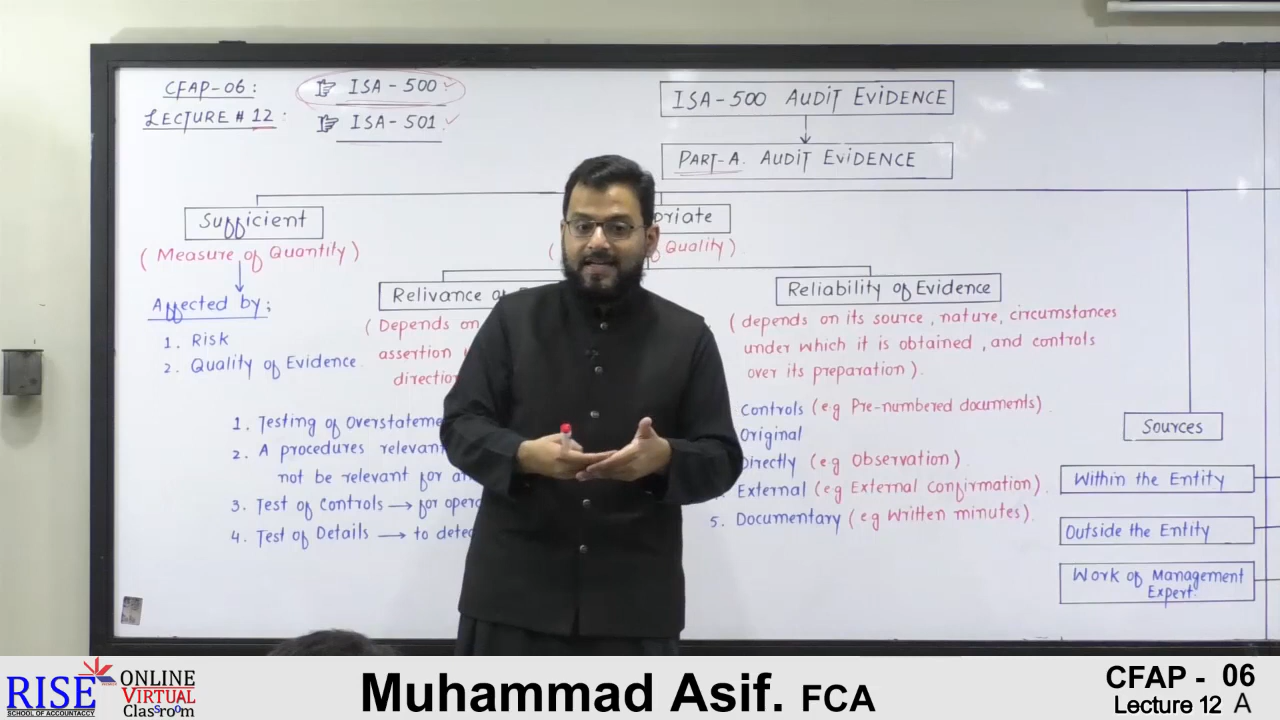 CFAP-06:
LECTURE # 12 :
ISA - 500
ISA - 501
ISA-500 AUDIT EVIDENCE
PART-A. AUDIT EVIDENCE
Sufficient
(Measure of Quantity)
Affected by;
1. Risk
2. Quality of Evidence
priate
( Quality)
Relivance
(Depends on
assertion
direction
1. Testing of
2. A procedures relevant
not be relevant for
3. Test of Controls → for
4. Test of Details → to
Reliability of Evidence
(depends on its source, nature, circumstances
under which it is obtained, and controls
over its preparation).
Controls (eg Pre-numbered documents)
Original
Directly (eg Observation)
External (eg External confirmation)
5. Documentary (eg written minutes).
Sources
Within the Entity
Outside the Entity
Work of Management
Expert
RISE
SCHOOL OF ACCOUNTANCY
ONLINE
VIRTUAL
Classroom
Muhammad Asif. FCA
CFAP - 06
Lecture 12 A